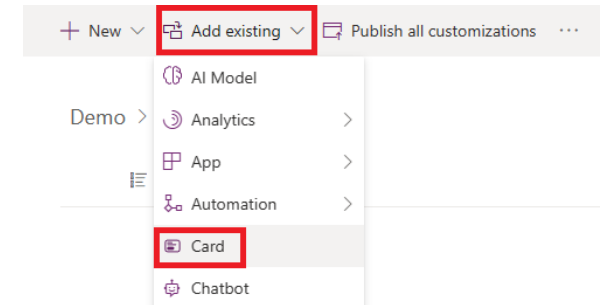 New Add existing Publish all customizations ...
AI Model
Demo > Analytics
App
Automation
Card
Chatbot